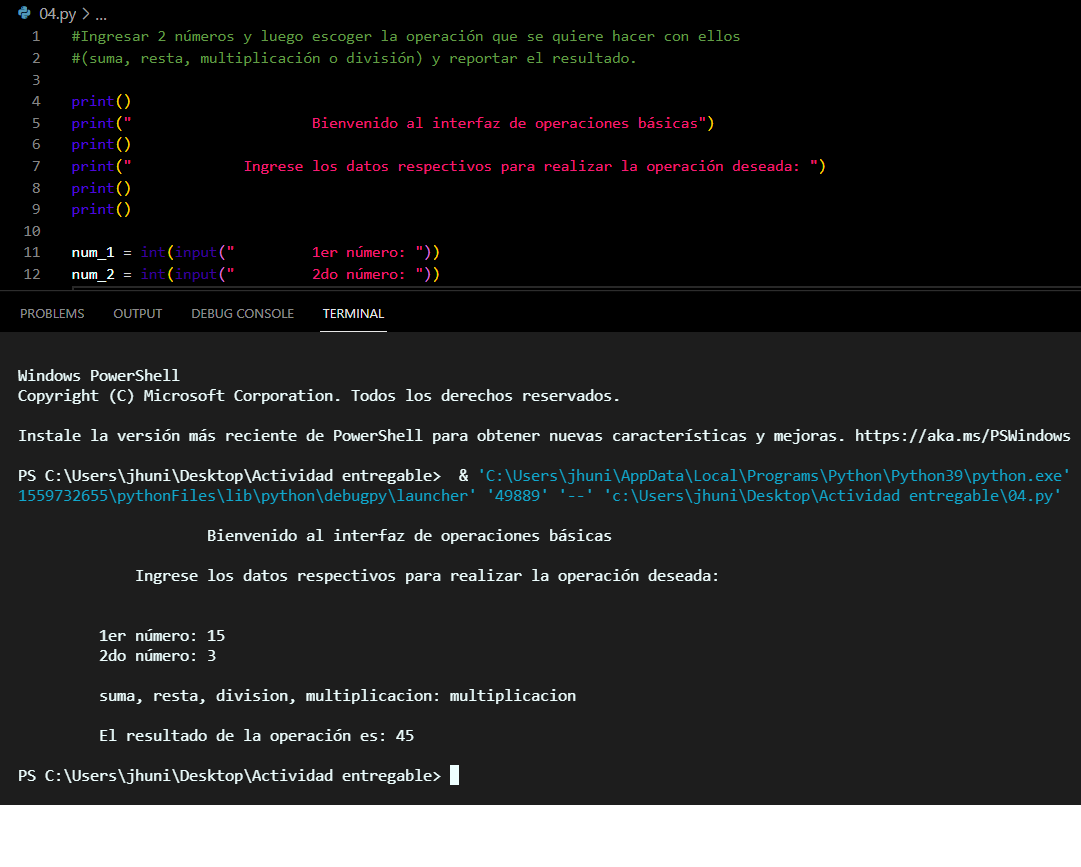 04.py > ...
1 #Ingresar 2 números y luego escoger la operación que se quiere hacer con ellos
2 #(suma, resta, multiplicación o división) y reportar el resultado.
3
4 print()
5 print("                    Bienvenido al interfaz de operaciones básicas")
6 print()
7 print("             Ingrese los datos respectivos para realizar la operación deseada: ")
8 print()
9 print()
10
11 num_1 = int(input("         1er número: "))
12 num_2 = int(input("         2do número: "))
PROBLEMS OUTPUT DEBUG CONSOLE TERMINAL
Windows PowerShell
Copyright (C) Microsoft Corporation. Todos los derechos reservados.
Instale la versión más reciente de PowerShell para obtener nuevas características y mejoras. https://aka.ms/PSWindows
PS C:\Users\jhuni\Desktop\Actividad entregable>  & 'C:\Users\jhuni\AppData\Local\Programs\Python\Python39\python.exe'
1559732655\pythonFiles\lib\python\debugpy\launcher' '49889' '--' 'c:\Users\jhuni\Desktop\Actividad entregable\04.py'
Bienvenido al interfaz de operaciones básicas
Ingrese los datos respectivos para realizar la operación deseada:
1er número: 15
2do número: 3
suma, resta, division, multiplicacion: multiplicacion
El resultado de la operación es: 45
PS C:\Users\jhuni\Desktop\Actividad entregable>